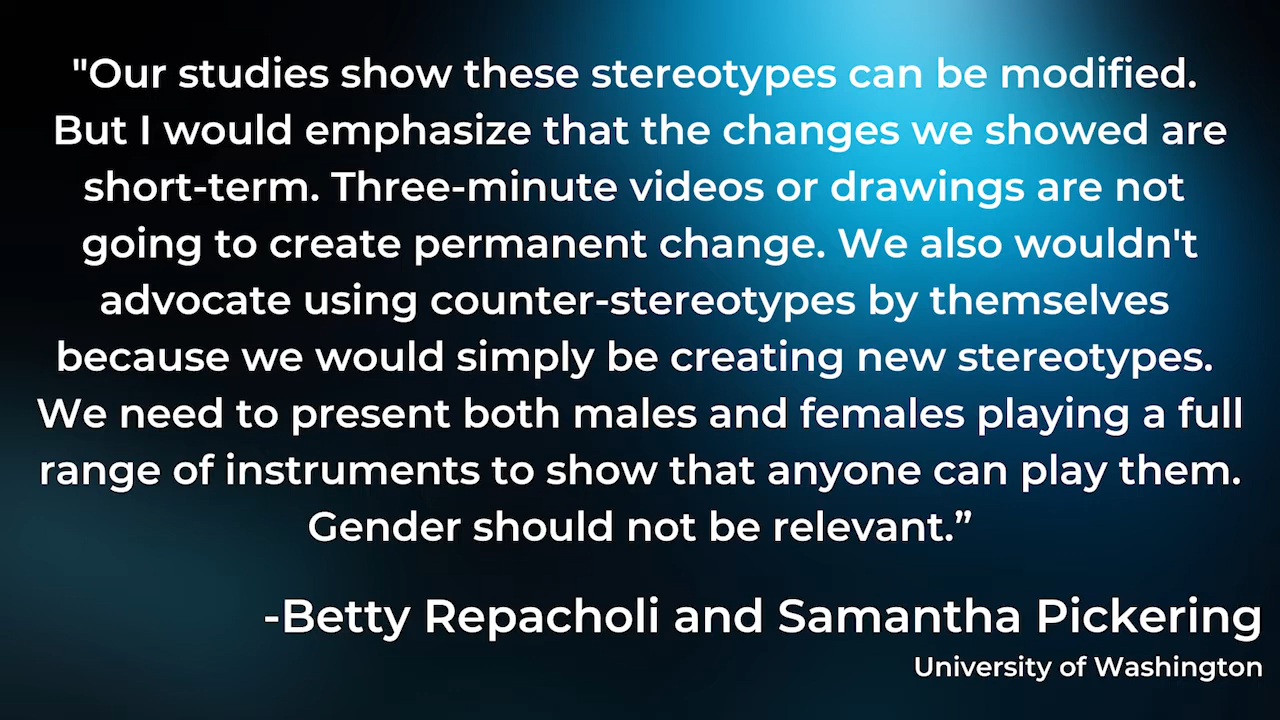 "Our studies show these stereotypes can be modified.
But I would emphasize that the changes we showed are
short-term. Three-minute videos or drawings are not
going to create permanent change. We also wouldn't
advocate using counter-stereotypes by themselves
because we would simply be creating new stereotypes.
We need to present both males and females playing a full
range of instruments to show that anyone can play them.
Gender should not be relevant.”
-Betty Repacholi and Samantha Pickering
University of Washington